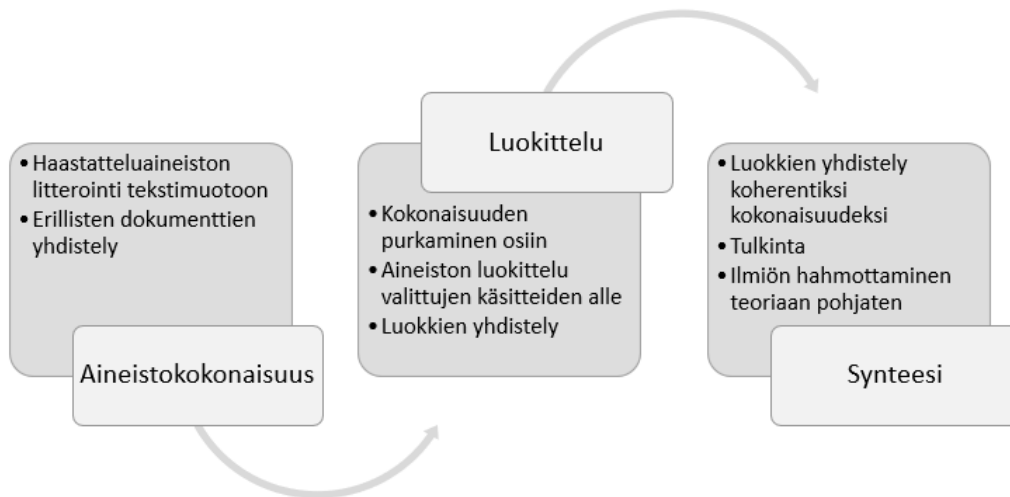 • Haastatteluaineiston
litterointi tekstimuotoon
• Erillisten dokumenttien
yhdistely
Aineistokokonaisuus
Luokittelu
• Kokonaisuuden
purkaminen osiin
• Aineiston luokittelu
valittujen käsitteiden alle
• Luokkien yhdistely
• Luokkien yhdistely
koherentiksi
kokonaisuudeksi
• Tulkinta
• Ilmiön hahmottaminen
teoriaan pohjaten
Synteesi